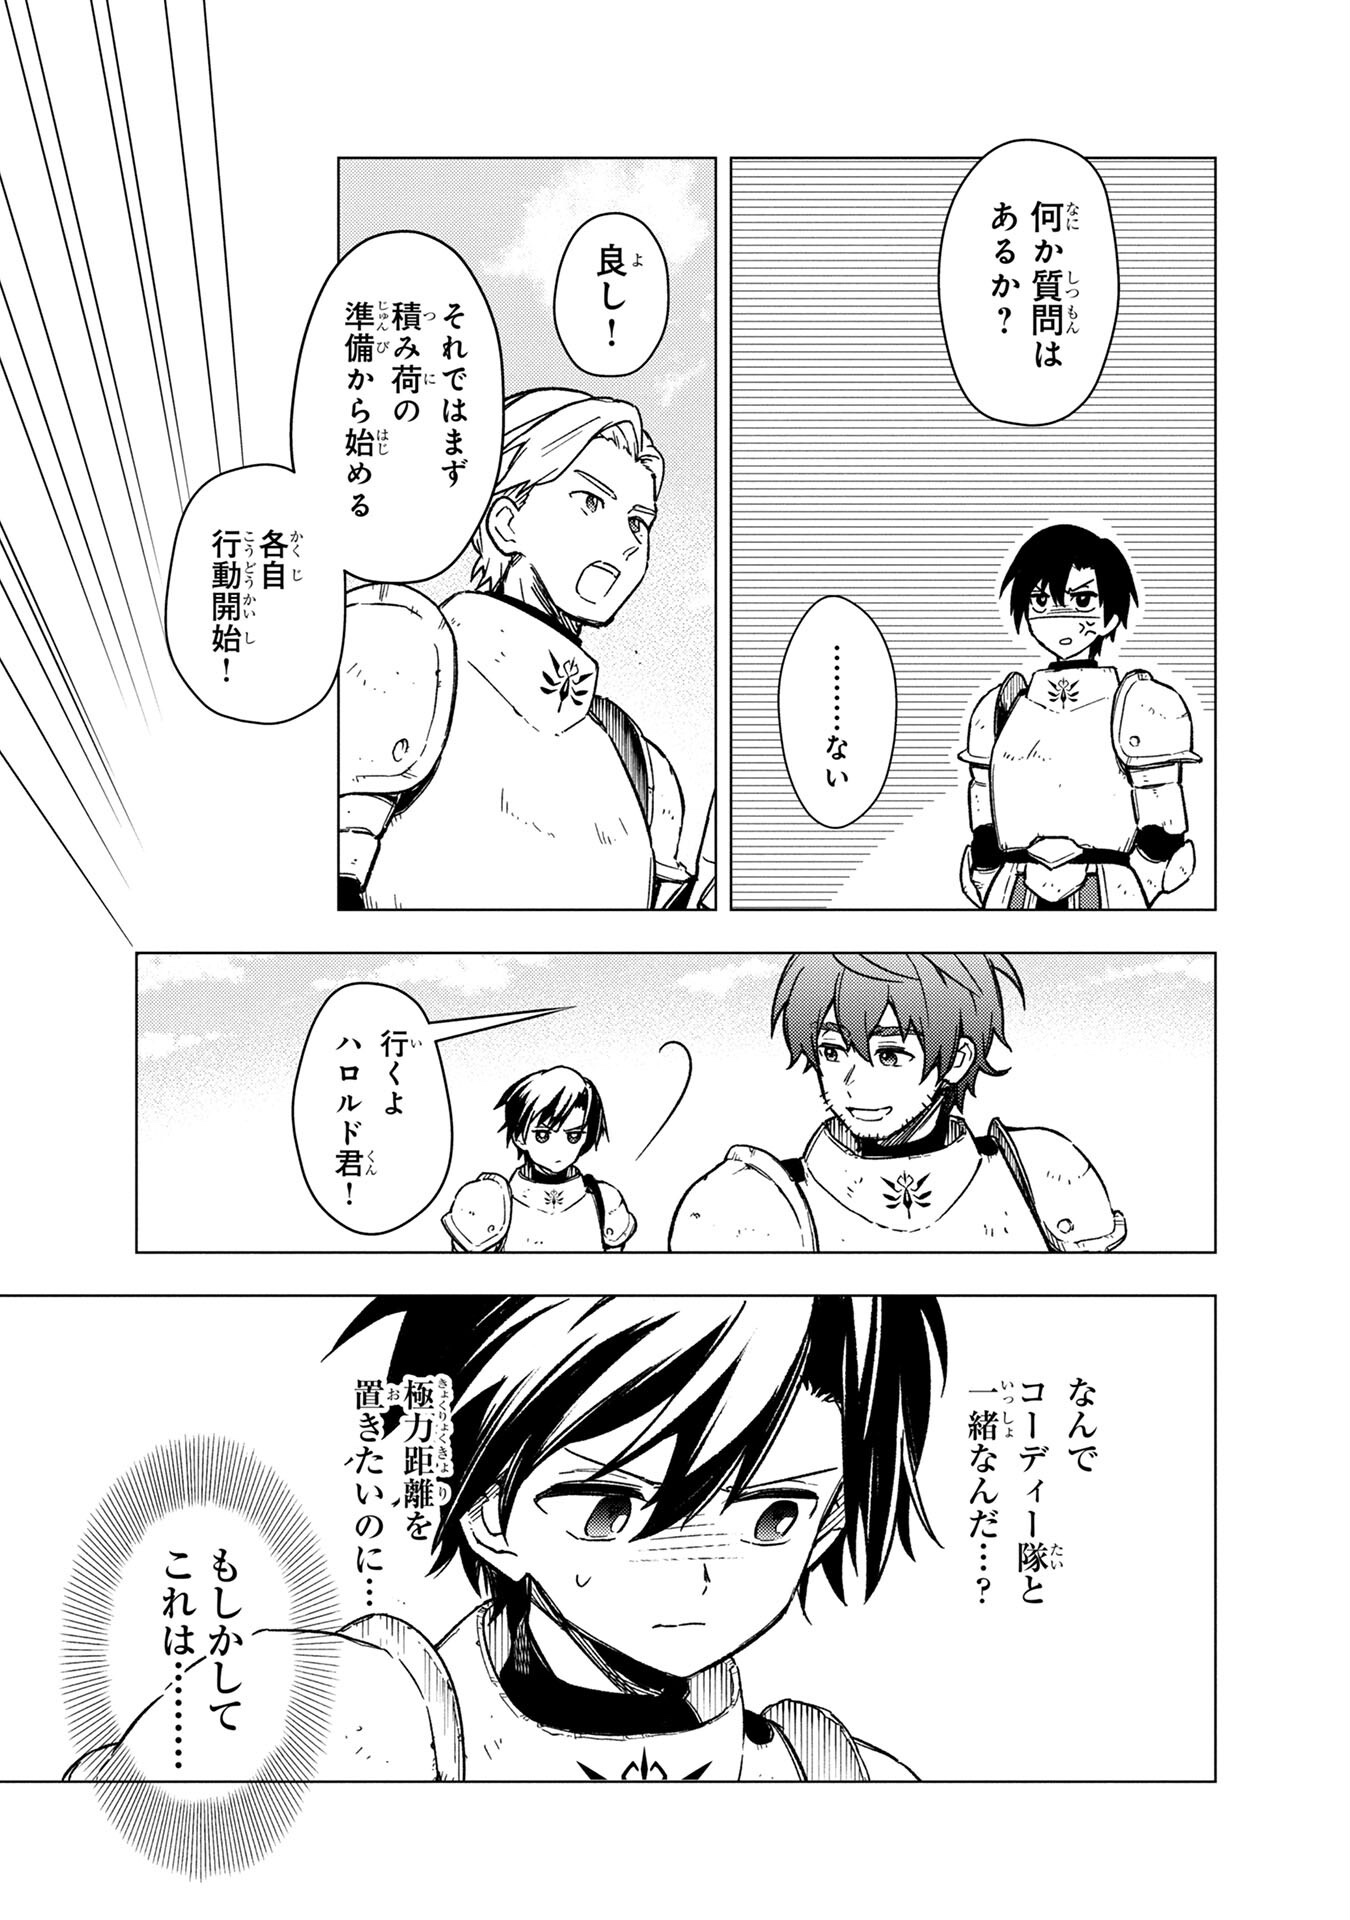 何か質問は
あるか？
………ない
良し！
それではまず
積み荷の
準備から始める
各自
行動開始！
行くよ
ハロルド君！
なんで
コーディー隊と
一緒なんだ…？
極力距離を
置きたいのに…
もしかして
これは………